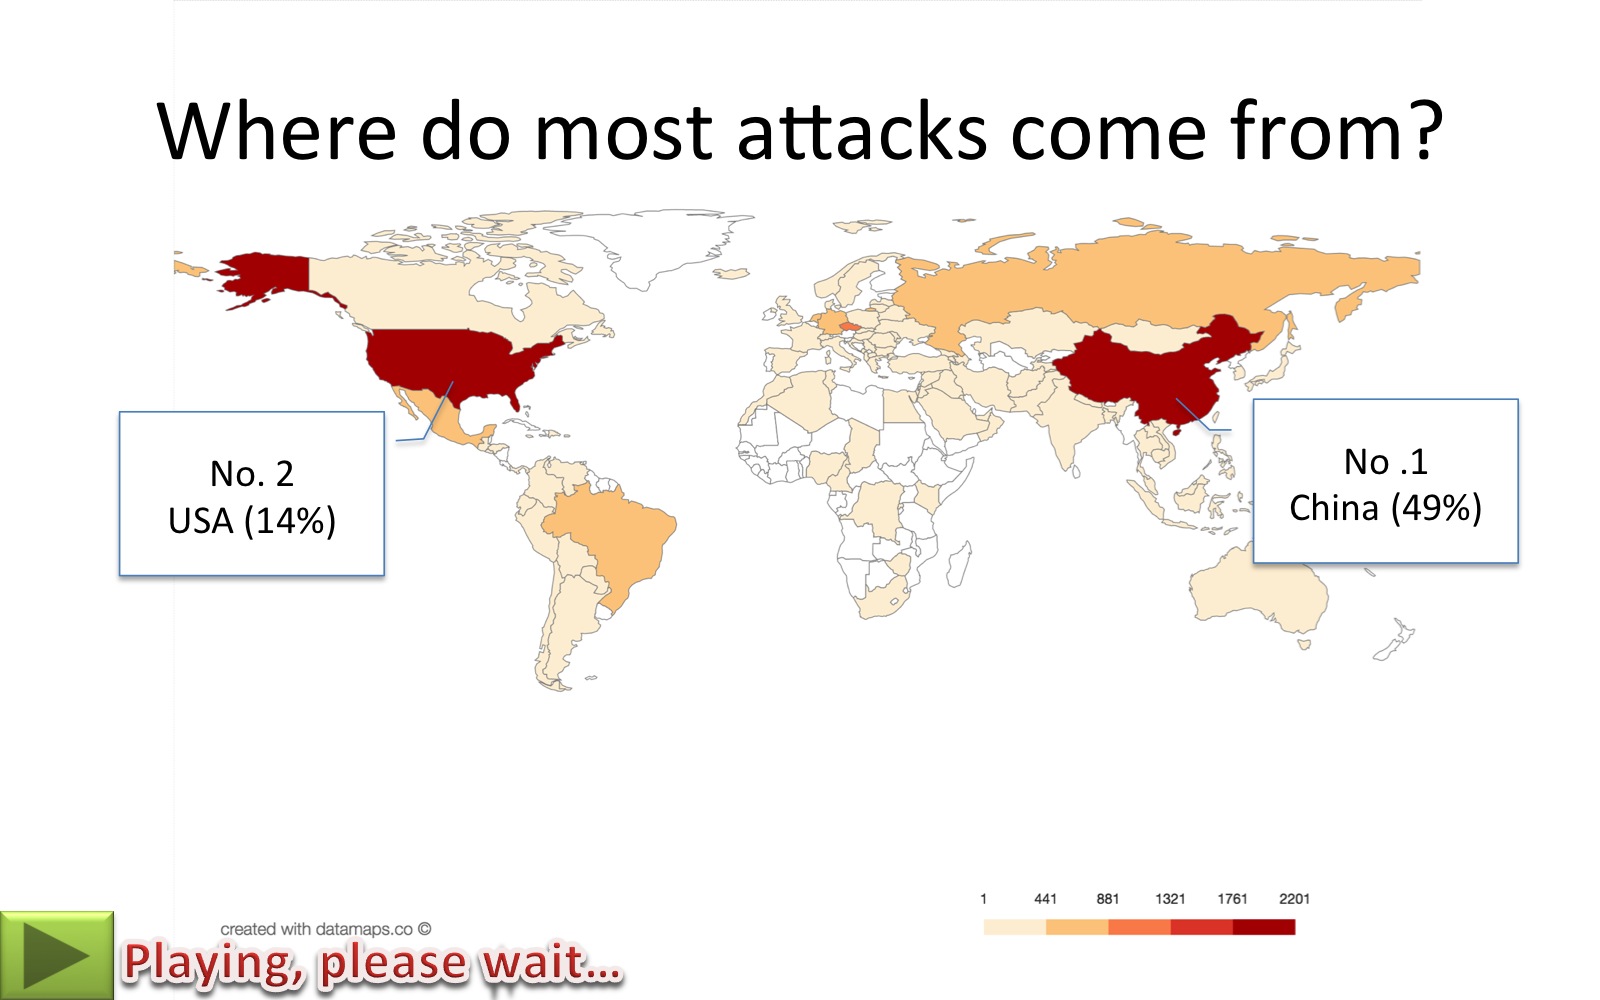 Where do most attacks come from?
No. 2
USA (14%)
No .1
China (49%)
1 441 881 1321 1761 2201
created with datamaps.co ©
Playing, please wait...